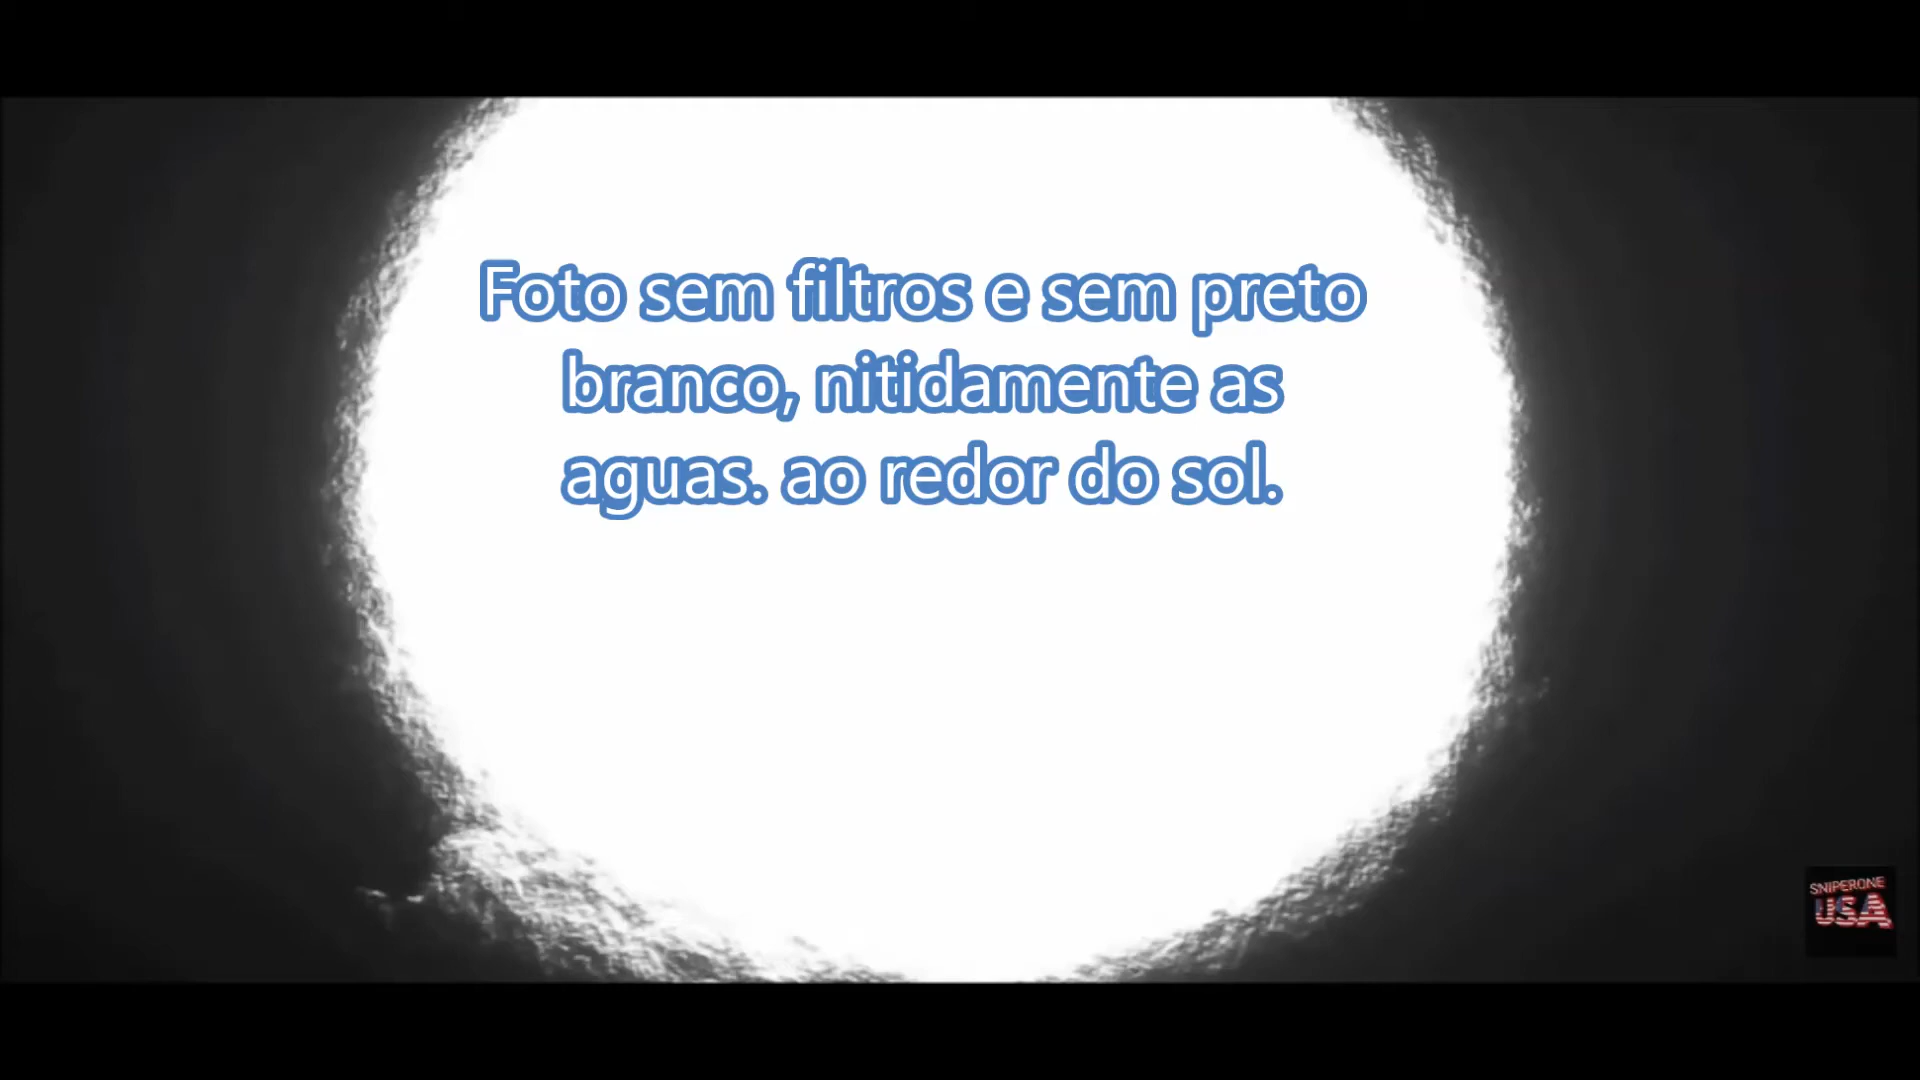 Foto sem filtros e sem preto
branco, nitidamente as
aguas. ao redor do sol.
SNIPERONE
USA